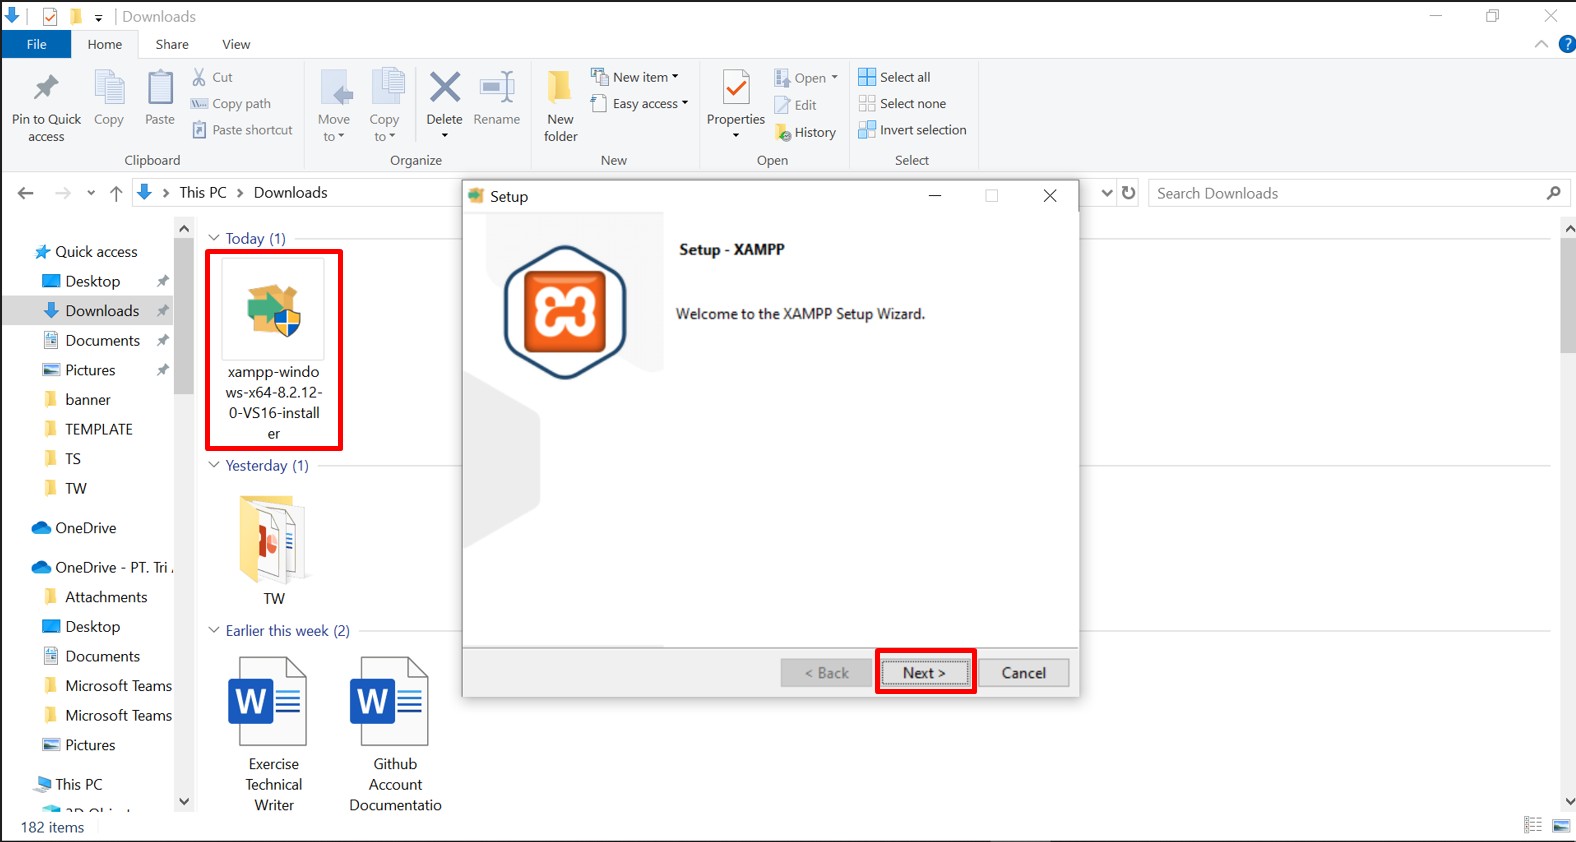 Downloads
File
Home
Share
View
Pin to Quick
access
Copy
Paste
Cut
Copy path
Paste shortcut
Clipboard
Move
to
Copy
to
Delete
Rename
Organize
New
folder
New item
Easy access
New
Properties
Open
Edit
History
Open
Select all
Select none
Invert selection
Select
This PC
Downloads
Search Downloads
Quick access
Desktop
Downloads
Documents
Pictures
banner
TEMPLATE
TS
TW
OneDrive
OneDrive - PT. Tri
Attachments
Desktop
Documents
Microsoft Teams
Microsoft Teams
Pictures
This PC
182 items
Today (1)
xampp-windo
ws-x64-8.2.12-
0-VS16-install
er
Yesterday (1)
TW
Earlier this week (2)
W
Exercise
Technical
Writer
W
Github
Account
Documentatio
Setup
Setup - XAMPP
Welcome to the XAMPP Setup Wizard.
< Back
Next >
Cancel